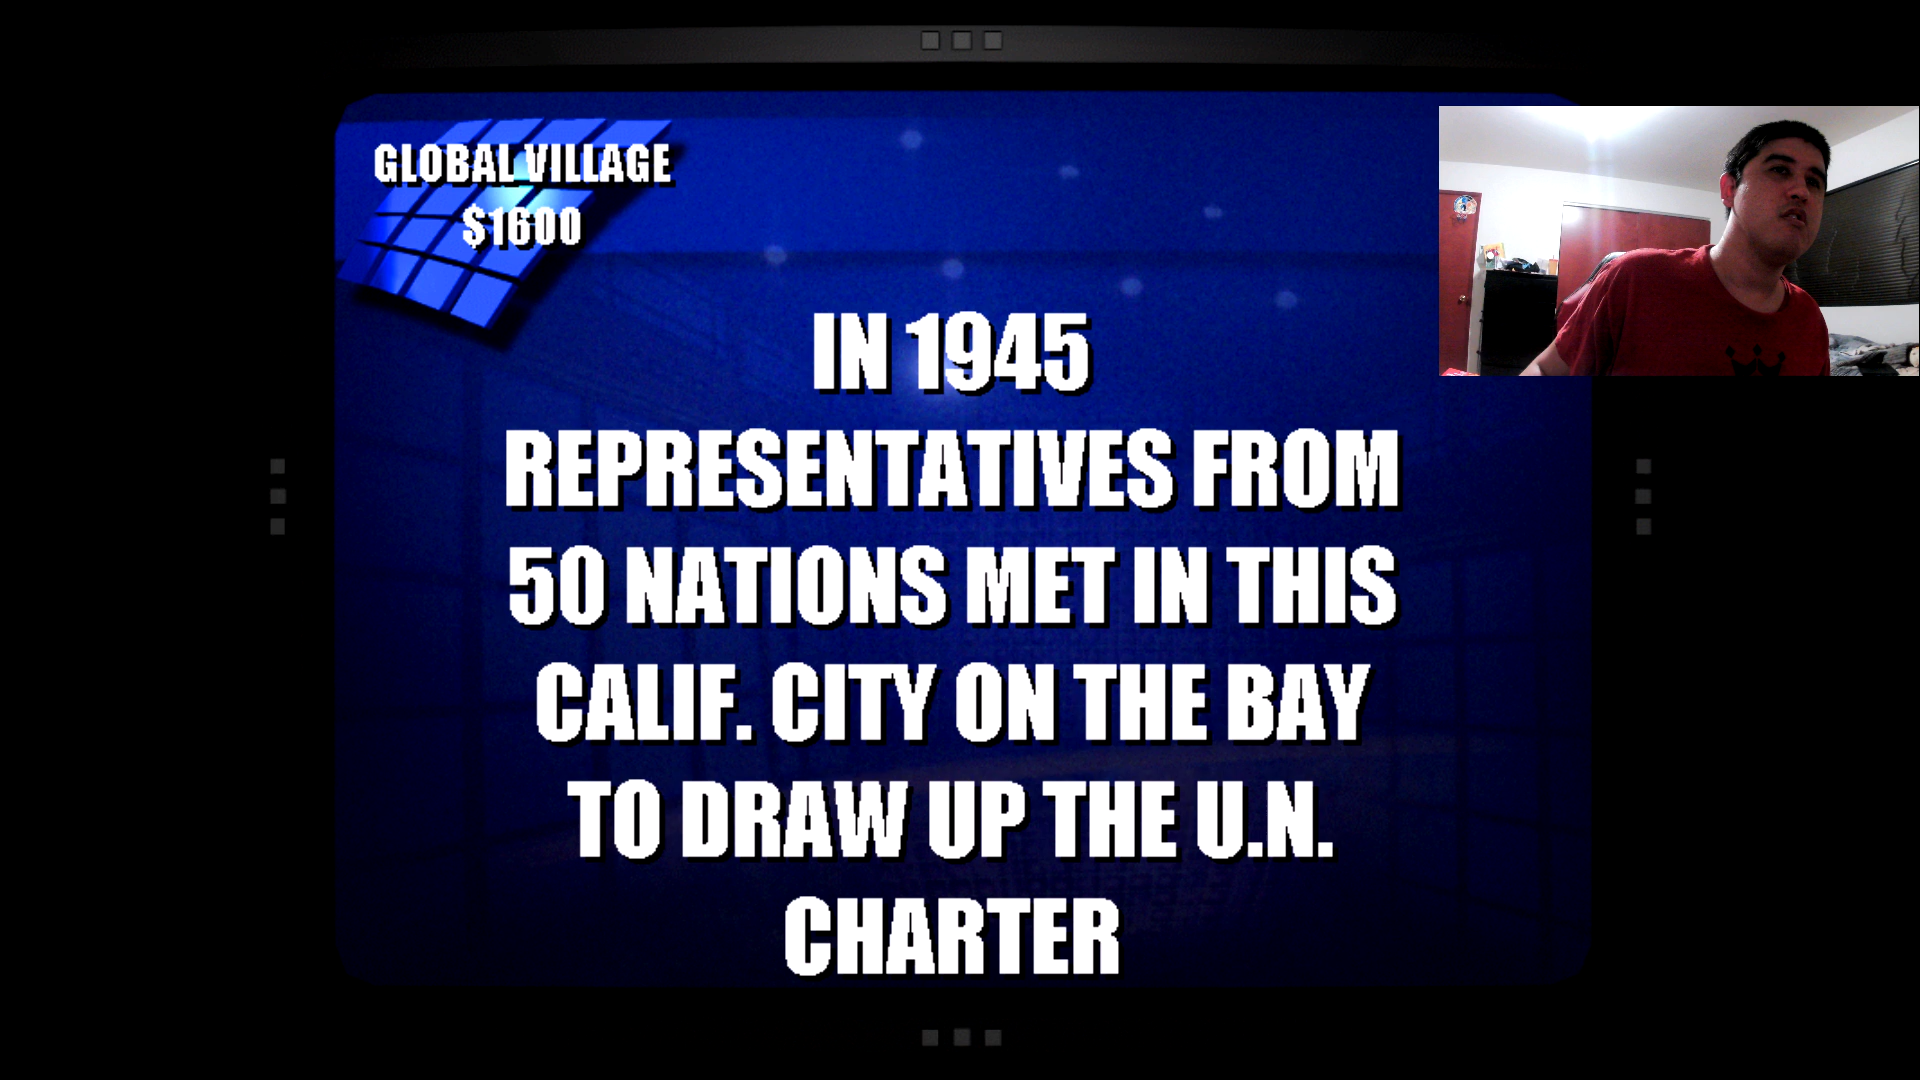 GLOBAL VILLAGE
$1600
IN 1945
REPRESENTATIVES FROM
50 NATIONS MET IN THIS
CALIF. CITY ON THE BAY
TO DRAW UP THE U.N.
CHARTER